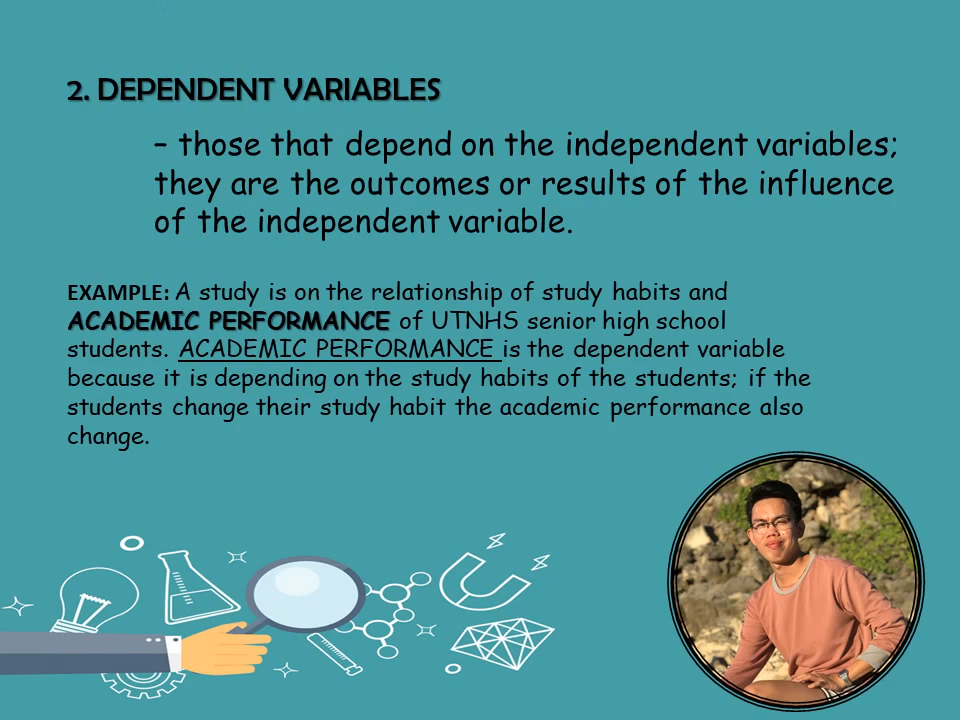 2. DEPENDENT VARIABLES
– those that depend on the independent variables;
they are the outcomes or results of the influence
of the independent variable.
EXAMPLE: A study is on the relationship of study habits and
ACADEMIC PERFORMANCE of UTNHS senior high school
students. ACADEMIC PERFORMANCE is the dependent variable
because it is depending on the study habits of the students; if the
students change their study habit the academic performance also
change.